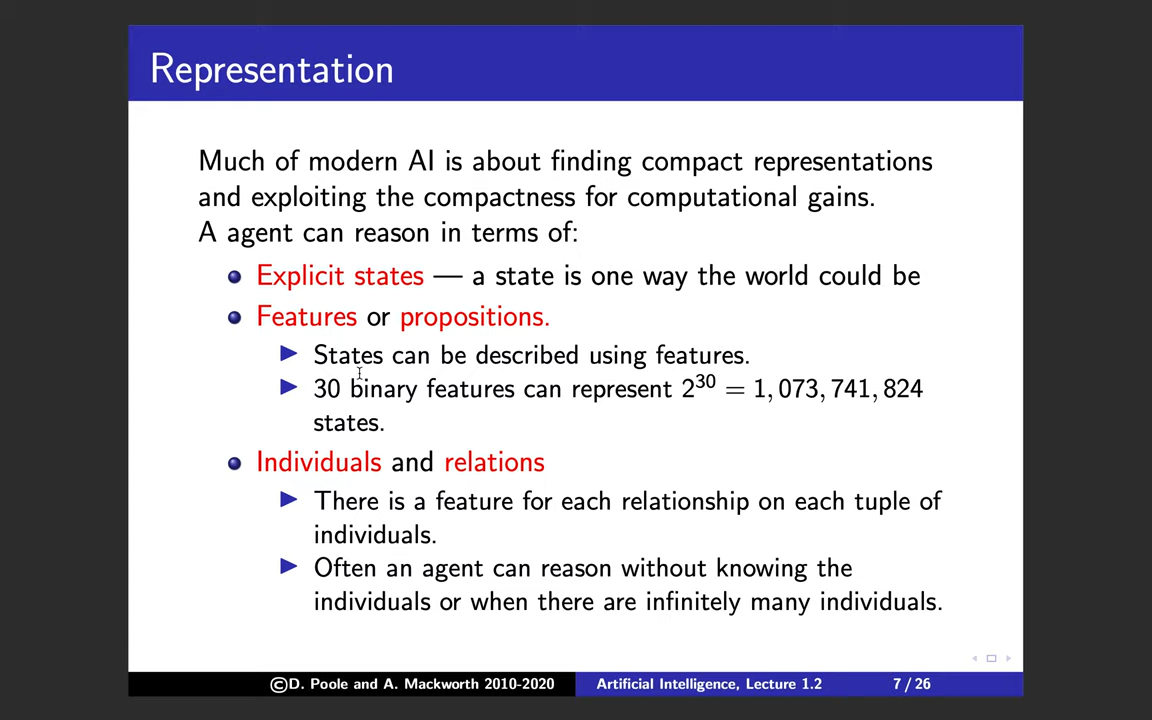 Representation
Much of modern AI is about finding compact representations
and exploiting the compactness for computational gains.
A agent can reason in terms of:
Explicit states — a state is one way the world could be
Features or propositions.
States can be described using features.
30 binary features can represent 2³⁰ = 1, 073, 741, 824
states.
Individuals and relations
There is a feature for each relationship on each tuple of
individuals.
Often an agent can reason without knowing the
individuals or when there are infinitely many individuals.
©D. Poole and A. Mackworth 2010-2020
Artificial Intelligence, Lecture 1.2
7 / 26